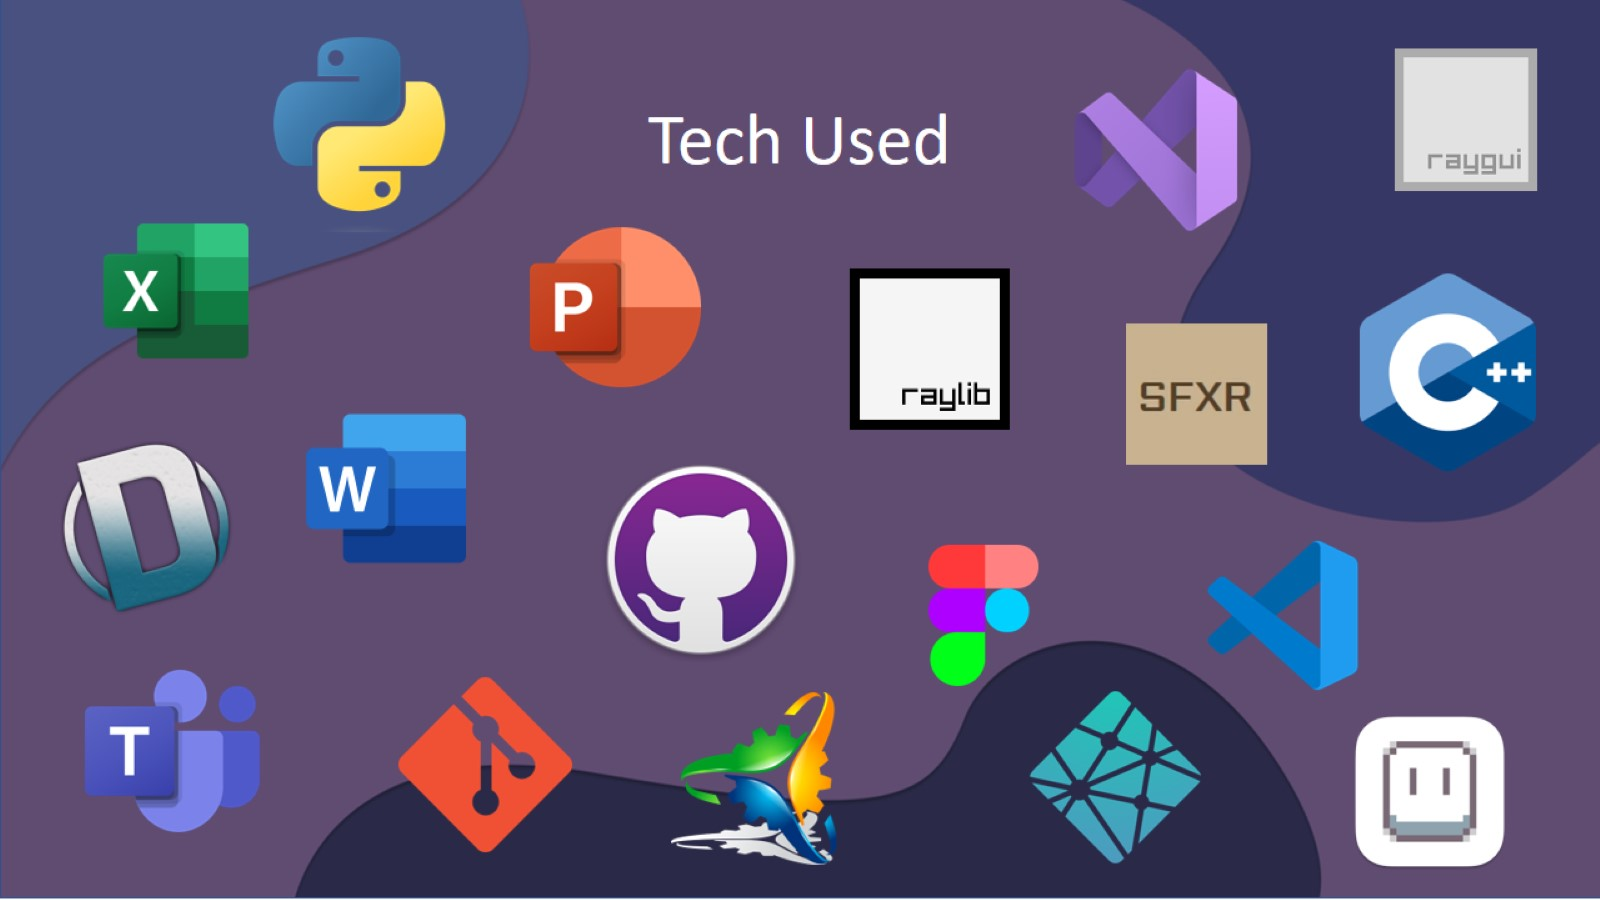 Tech Used
raygui
X
P
raylib
SFXR
C++
W
D
T